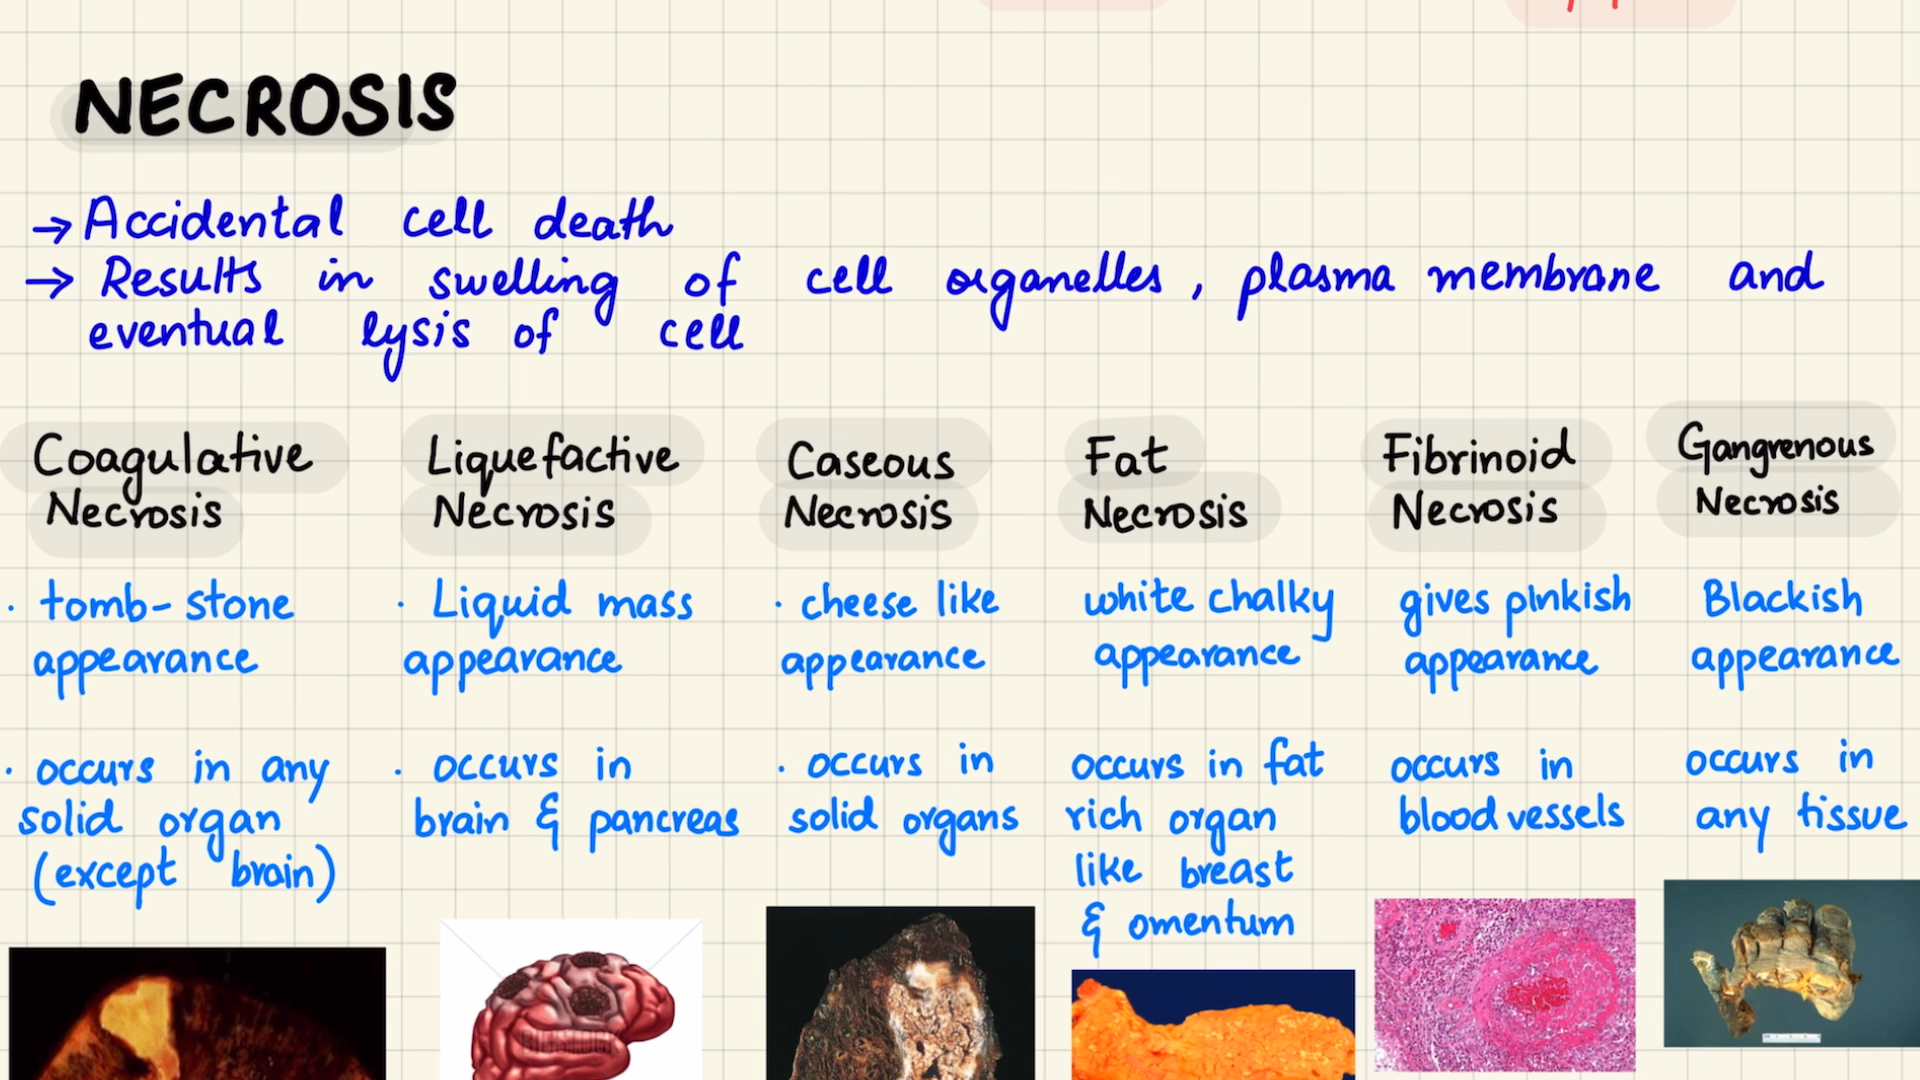 NECROSIS
→ Accidental cell death
→ Results in swelling of cell organelles, plasma membrane and
eventual lysis of cell
Coagulative
Necrosis
· tomb-stone
appearance
· occurs in any
solid organ
(except brain)
Liquefactive
Necrosis
· Liquid mass
appearance
· occurs in
brain & pancreas
Caseous
Necrosis
· cheese like
appearance
· occurs in
solid organs
Fat
Necrosis
white chalky
appearance
occurs in fat
rich organ
like breast
& omentum
Fibrinoid
Necrosis
gives pinkish
appearance
occurs in
blood vessels
Gangrenous
Necrosis
Blackish
appearance
occurs in
any tissue